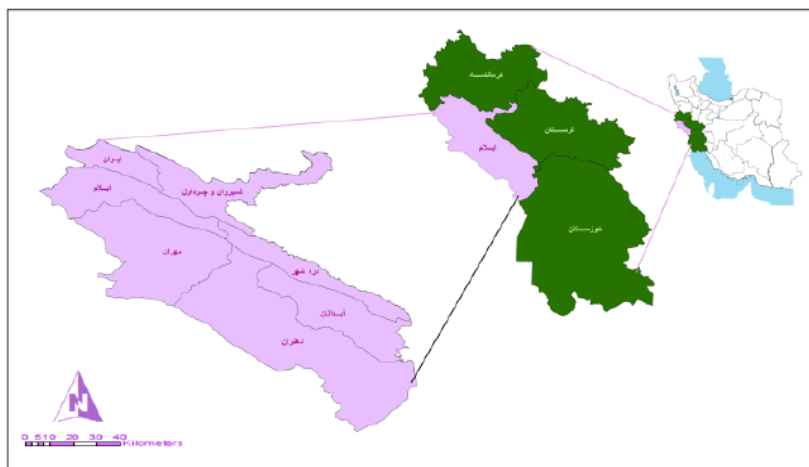 کرمانشاه
لرستان
ایلام
خوزستان
ایوان
شیروان و چرداول
ایلام
مهران
دره شهر
آبدانان
دهلران
N
0 5 10 20 30 40
Kilometers